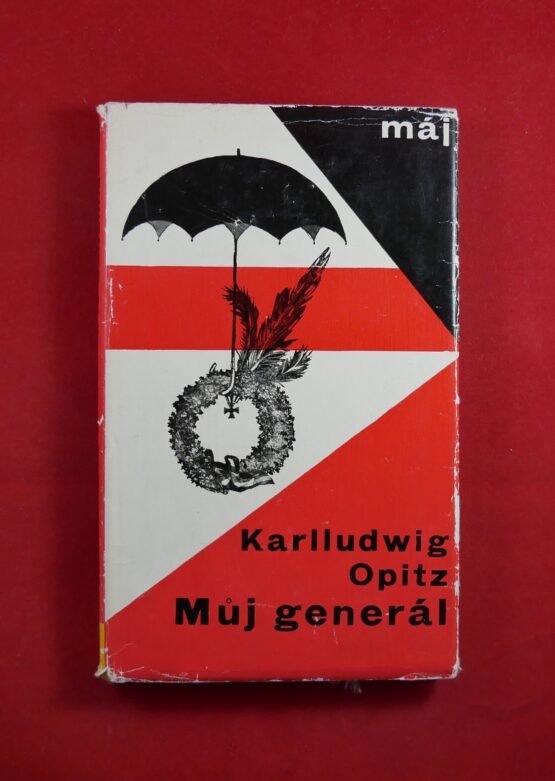 máj
Karlludwig
Opitz
Můj generál